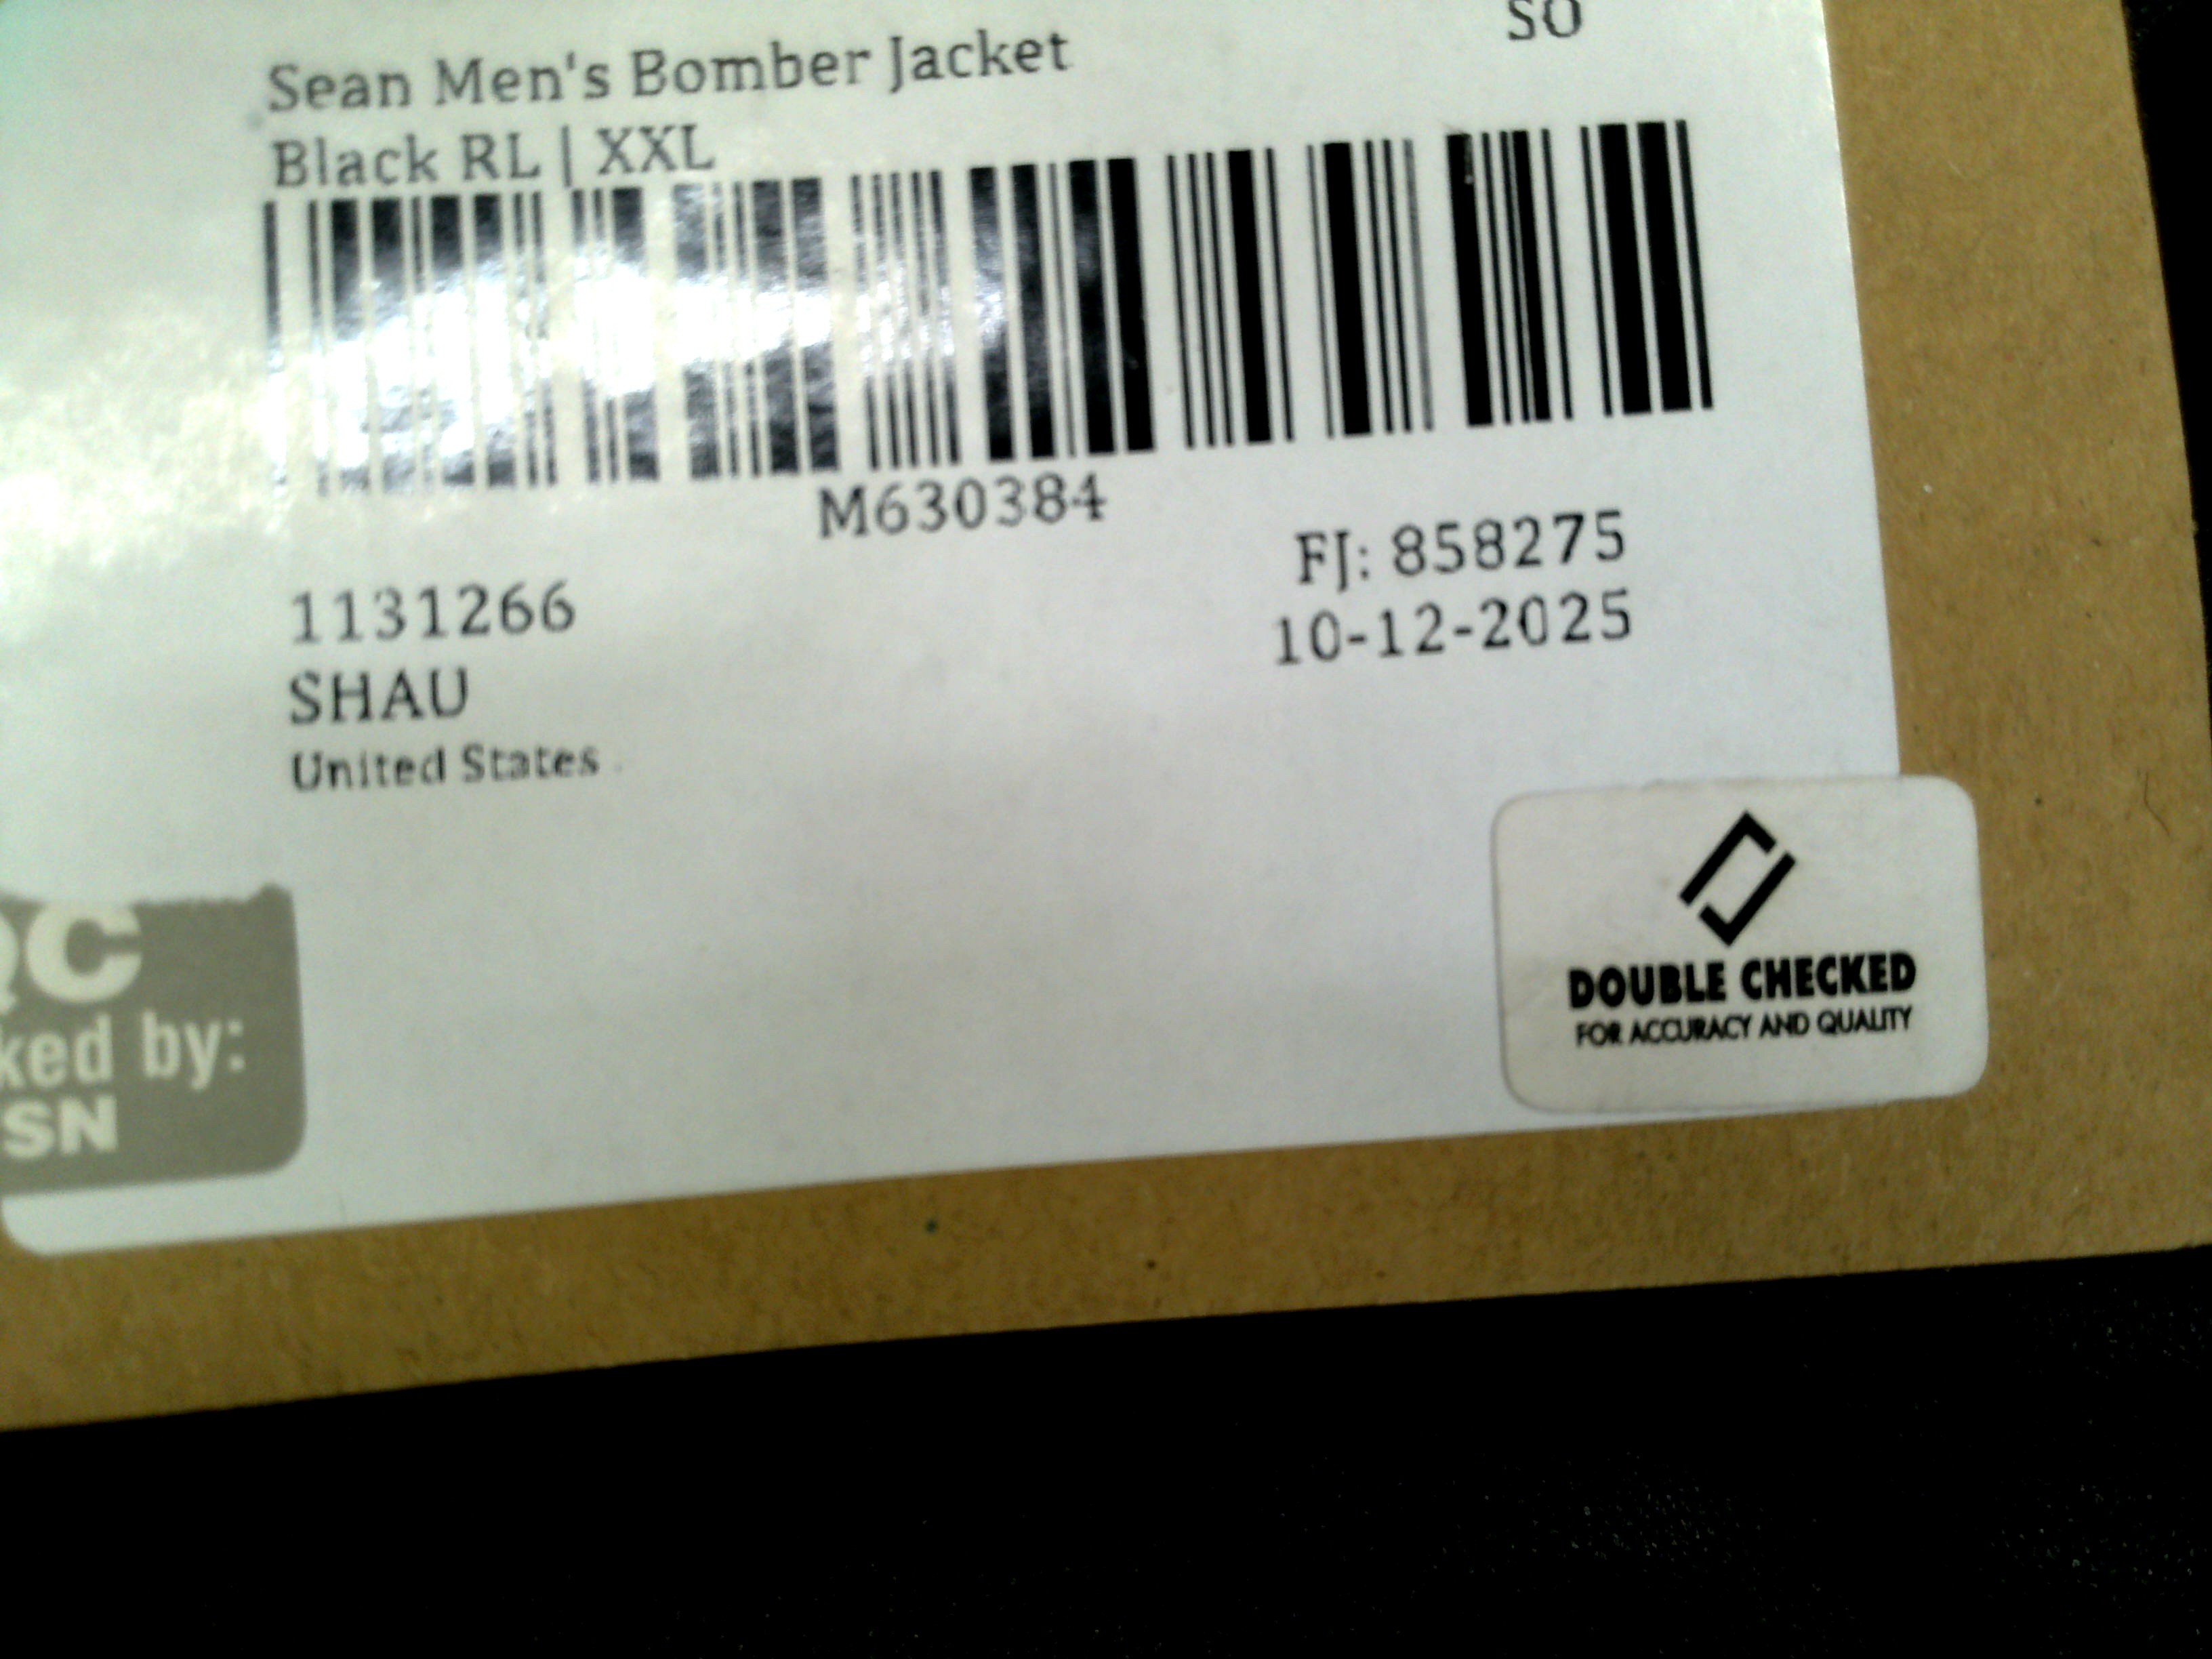 SO
Sean Men's Bomber Jacket
Black RL | XXL
M630384
FJ: 858275
10-12-2025
1131266
SHAU
United States
QC
ked by:
SN
DOUBLE CHECKED
FOR ACCURACY AND QUALITY